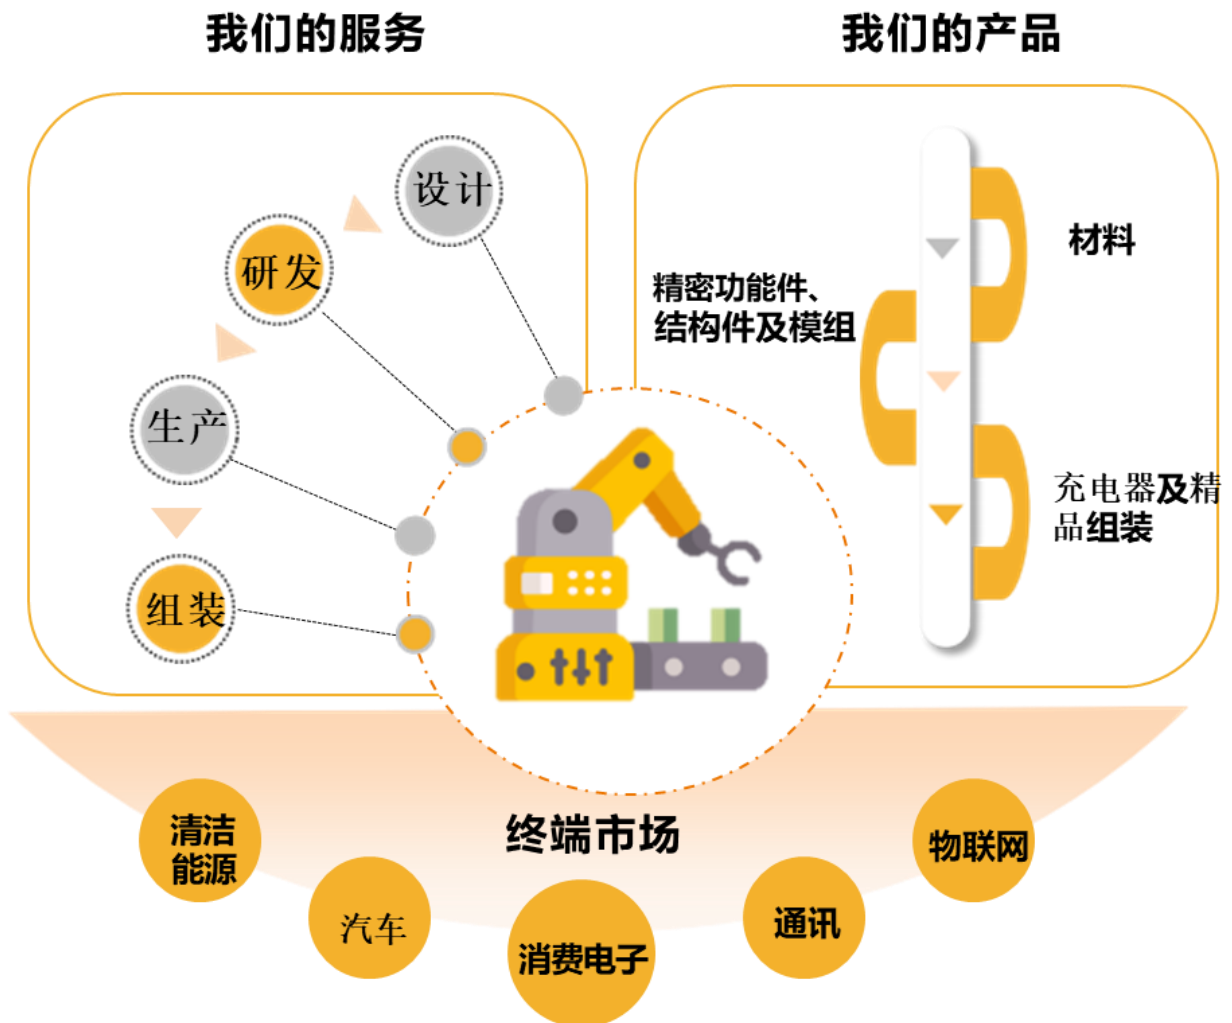 我们的服务
设计
研发
生产
组装
我们的产品
材料
精密功能件、
结构件及模组
充电器及精
品组装
终端市场
清洁
能源
汽车
消费电子
通讯
物联网